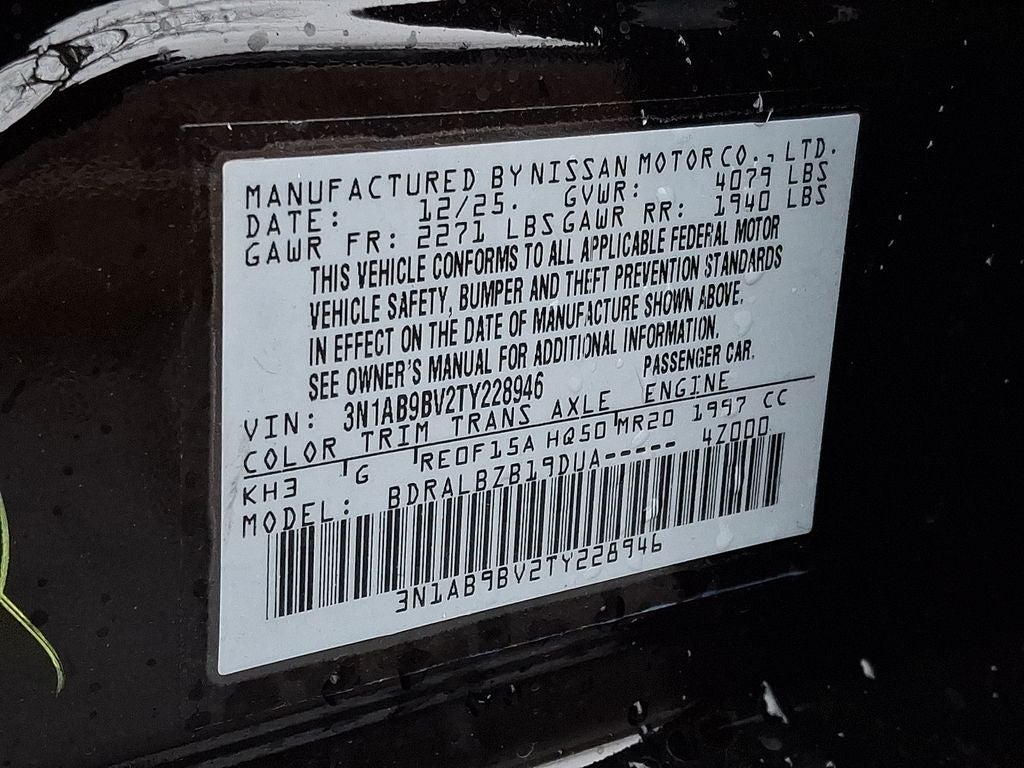 MANUFACTURED BY NISSAN MOTOR CO., LTD.
DATE: 12/25. GVWR: 4079 LBS
GAWR FR: 2271 LBS GAWR RR: 1940 LBS
THIS VEHICLE CONFORMS TO ALL APPLICABLE FEDERAL MOTOR
VEHICLE SAFETY, BUMPER AND THEFT PREVENTION STANDARDS
IN EFFECT ON THE DATE OF MANUFACTURE SHOWN ABOVE.
SEE OWNER'S MANUAL FOR ADDITIONAL INFORMATION.
VIN: 3N1AB9BV2TY228946 PASSENGER CAR.
COLOR TRIM TRANS AXLE ENGINE
KH3 G RE0F15A HQ50 MR20 1997 CC
MODEL: BDRALBZB19DUA----- 4Z000
3N1AB9BV2TY228946